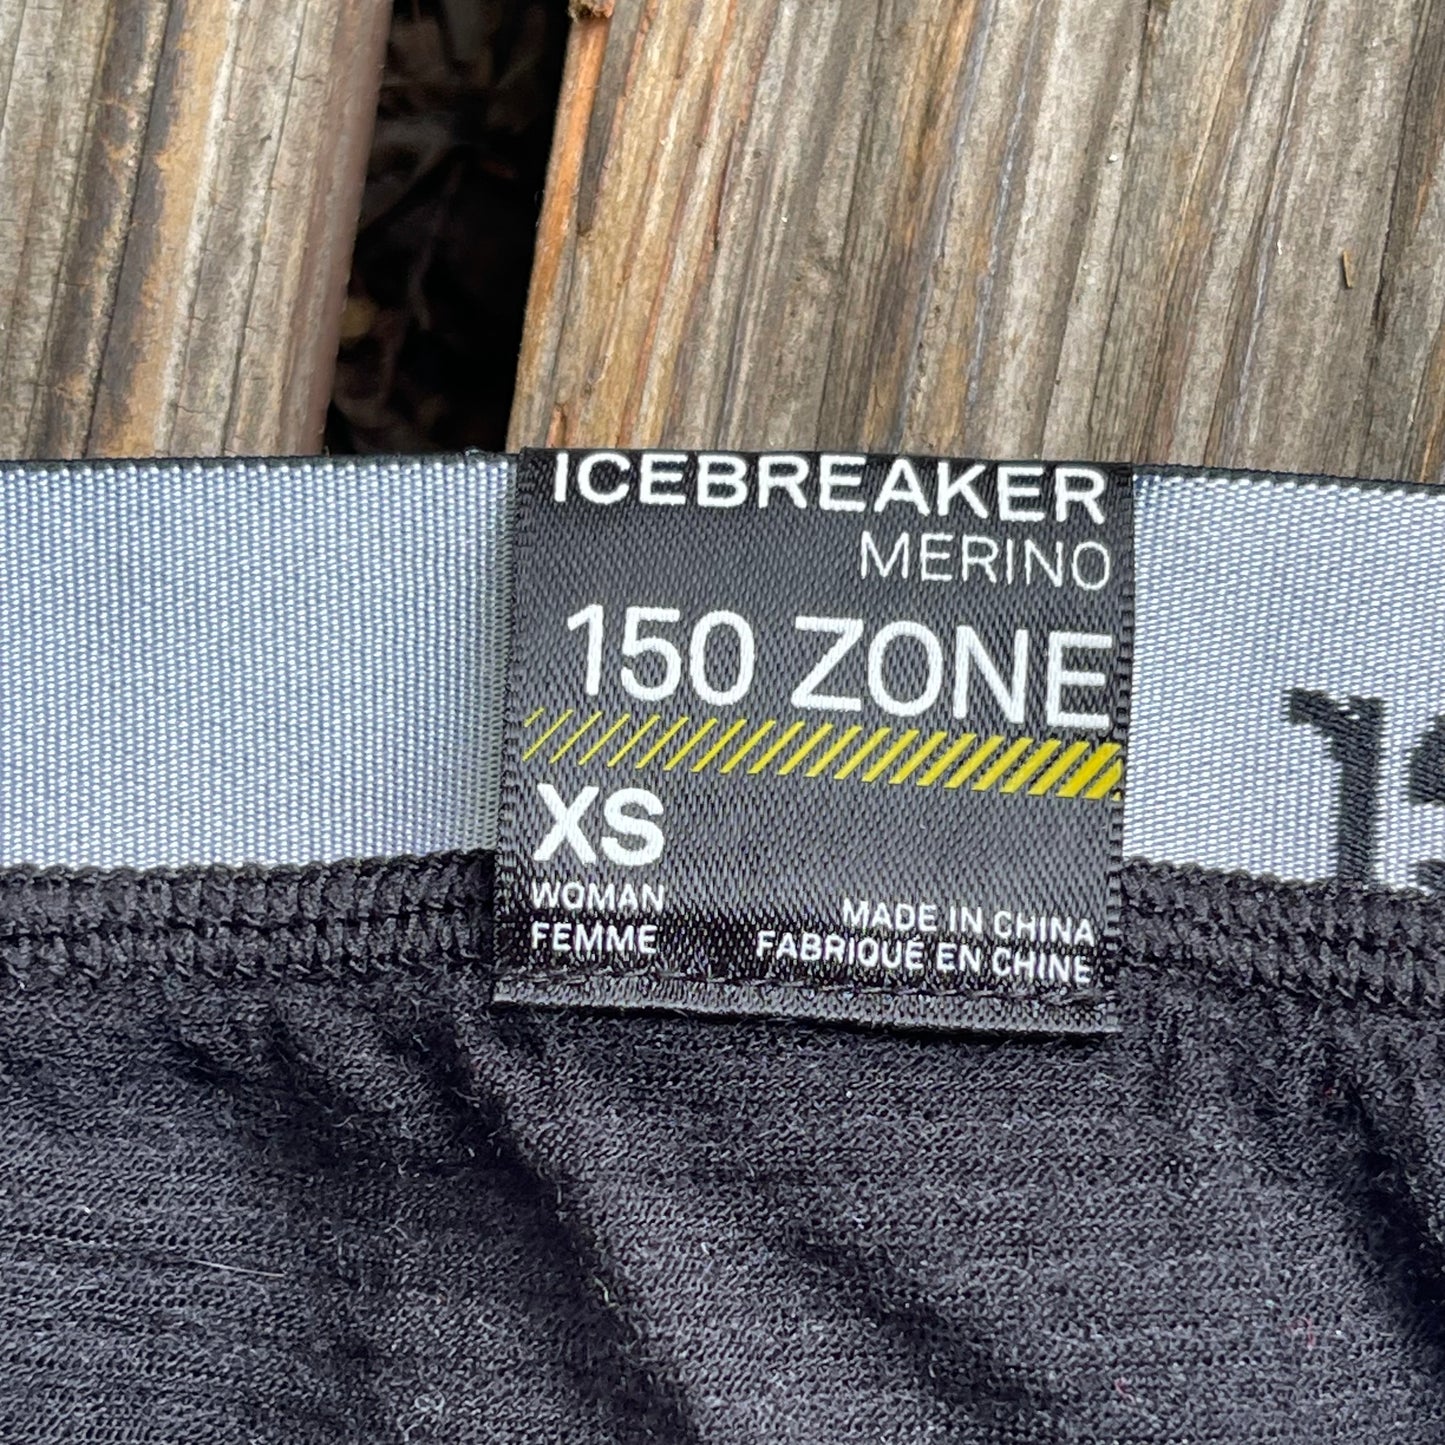 ICEBREAKER
MERINO
150 ZONE
XS
WOMAN
FEMME
MADE IN CHINA
FABRIQUÉ EN CHINE